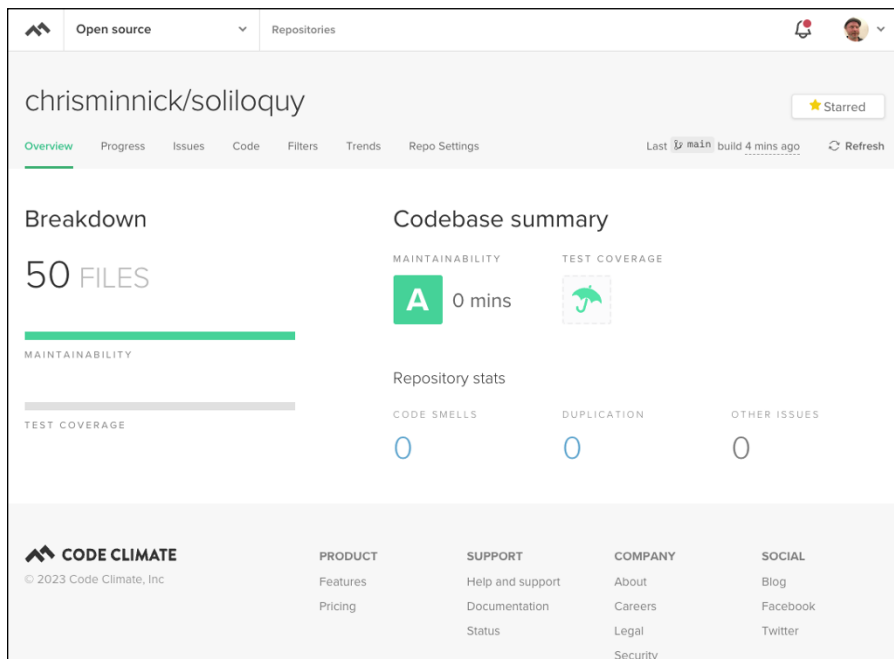 Open source Repositories
chrisminnick/soliloquy
Starred
Overview Progress Issues Code Filters Trends Repo Settings Last main build 4 mins ago Refresh
Breakdown
50 FILES
MAINTAINABILITY
TEST COVERAGE
Codebase summary
MAINTAINABILITY TEST COVERAGE
A 0 mins
Repository stats
CODE SMELLS DUPLICATION OTHER ISSUES
0 0 0
CODE CLIMATE
© 2023 Code Climate, Inc
PRODUCT
Features
Pricing
SUPPORT
Help and support
Documentation
Status
COMPANY
About
Careers
Legal
Security
SOCIAL
Blog
Facebook
Twitter